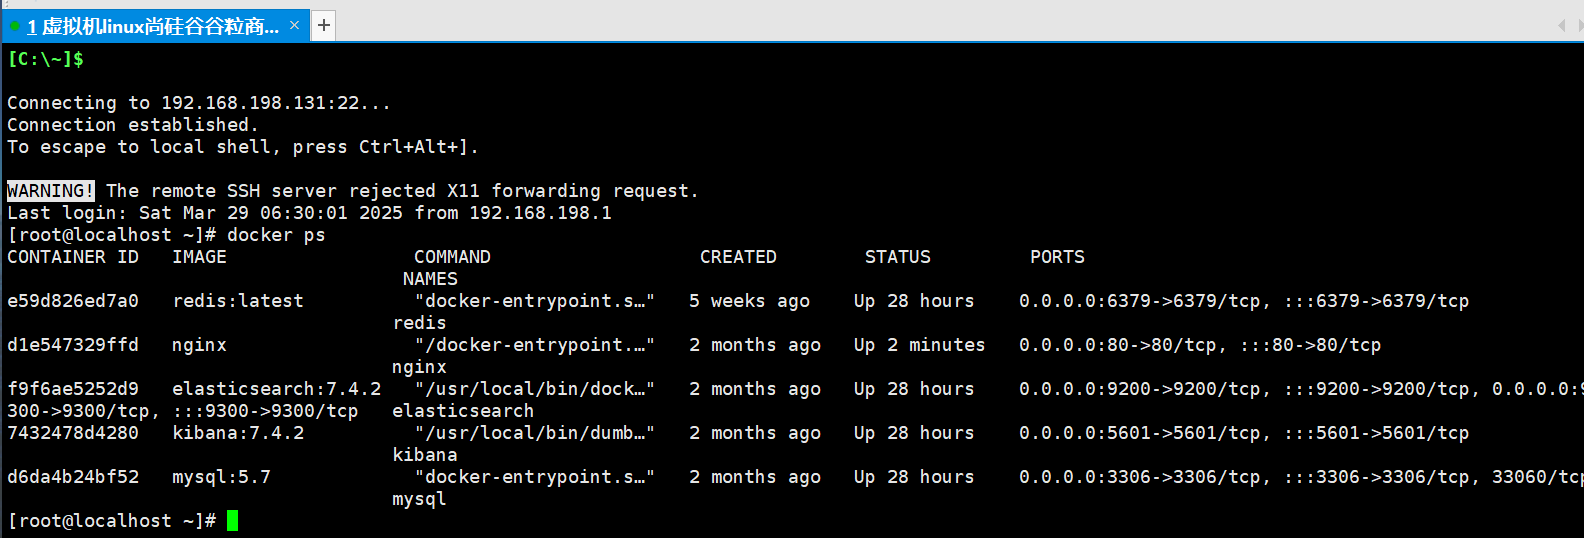 1 虚拟机linux尚硅谷谷粒商... × +
[C:\~]$
Connecting to 192.168.198.131:22...
Connection established.
To escape to local shell, press Ctrl+Alt+].
WARNING! The remote SSH server rejected X11 forwarding request.
Last login: Sat Mar 29 06:30:01 2025 from 192.168.198.1
[root@localhost ~]# docker ps
CONTAINER ID   IMAGE                 COMMAND                   CREATED        STATUS         PORTS
NAMES
e59d826ed7a0   redis:latest          "docker-entrypoint.s…"   5 weeks ago    Up 28 hours    0.0.0.0:6379->6379/tcp, :::6379->6379/tcp
redis
d1e547329ffd   nginx                 "/docker-entrypoint.…"   2 months ago   Up 2 minutes   0.0.0.0:80->80/tcp, :::80->80/tcp
nginx
f9f6ae5252d9   elasticsearch:7.4.2   "/usr/local/bin/dock…"   2 months ago   Up 28 hours    0.0.0.0:9200->9200/tcp, :::9200->9200/tcp, 0.0.0.0:9
300->9300/tcp, :::9300->9300/tcp   elasticsearch
7432478d4280   kibana:7.4.2          "/usr/local/bin/dumb…"   2 months ago   Up 28 hours    0.0.0.0:5601->5601/tcp, :::5601->5601/tcp
kibana
d6da4b24bf52   mysql:5.7             "docker-entrypoint.s…"   2 months ago   Up 28 hours    0.0.0.0:3306->3306/tcp, :::3306->3306/tcp, 33060/tcp
mysql
[root@localhost ~]#